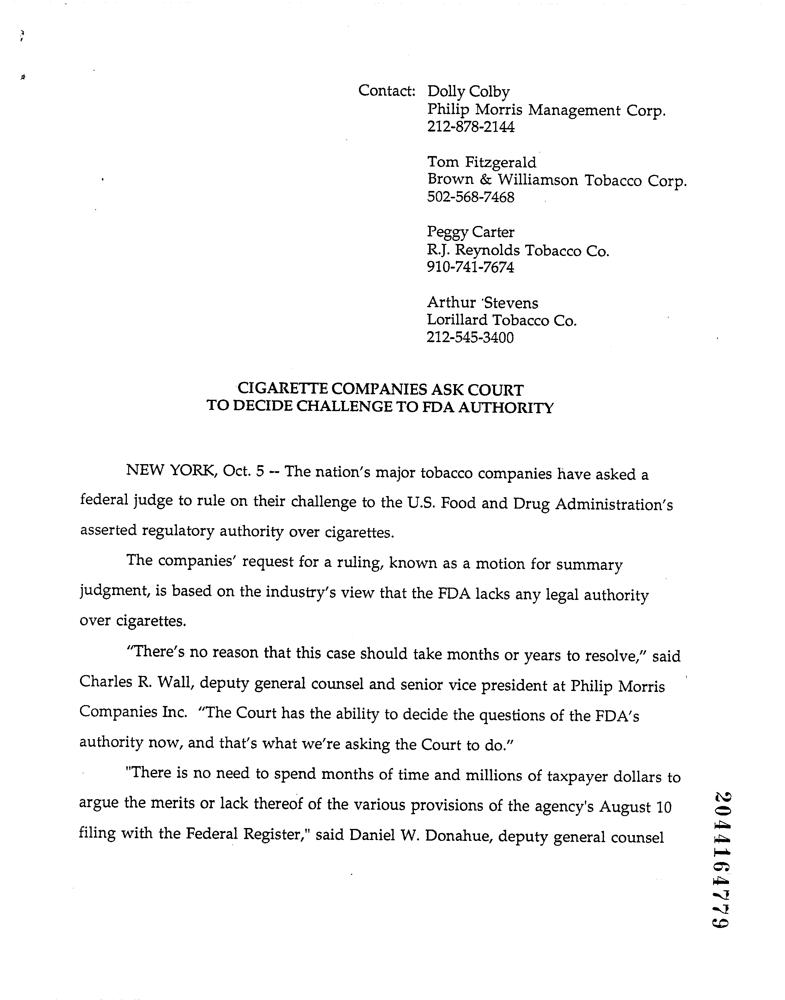 Contact: Dolly Colby
Philip Morris Management Corp.
212-878-2144
Tom Fitzgerald
Brown & Williamson Tobacco Corp.
502-568-7468
Peggy Carter
R.J. Reynolds Tobacco Co.
910-741-7674
Arthur Stevens
Lorillard Tobacco Co.
212-545-3400
CIGARETTE COMPANIES ASK COURT
TO DECIDE CHALLENGE TO FDA AUTHORITY
NEW YORK, Oct. 5 -- The nation's major tobacco companies have asked a
federal judge to rule on their challenge to the U.S. Food and Drug Administration's
asserted regulatory authority over cigarettes.
The companies' request for a ruling, known as a motion for summary
judgment, is based on the industry's view that the FDA lacks any legal authority
over cigarettes.
"There's no reason that this case should take months or years to resolve," said
Charles R. Wall, deputy general counsel and senior vice president at Philip Morris
Companies Inc. "The Court has the ability to decide the questions of the FDA's
authority now, and that's what we're asking the Court to do."
"There is no need to spend months of time and millions of taxpayer dollars to
argue the merits or lack thereof of the various provisions of the agency's August 10
filing with the Federal Register," said Daniel W. Donahue, deputy general counsel
2044164779